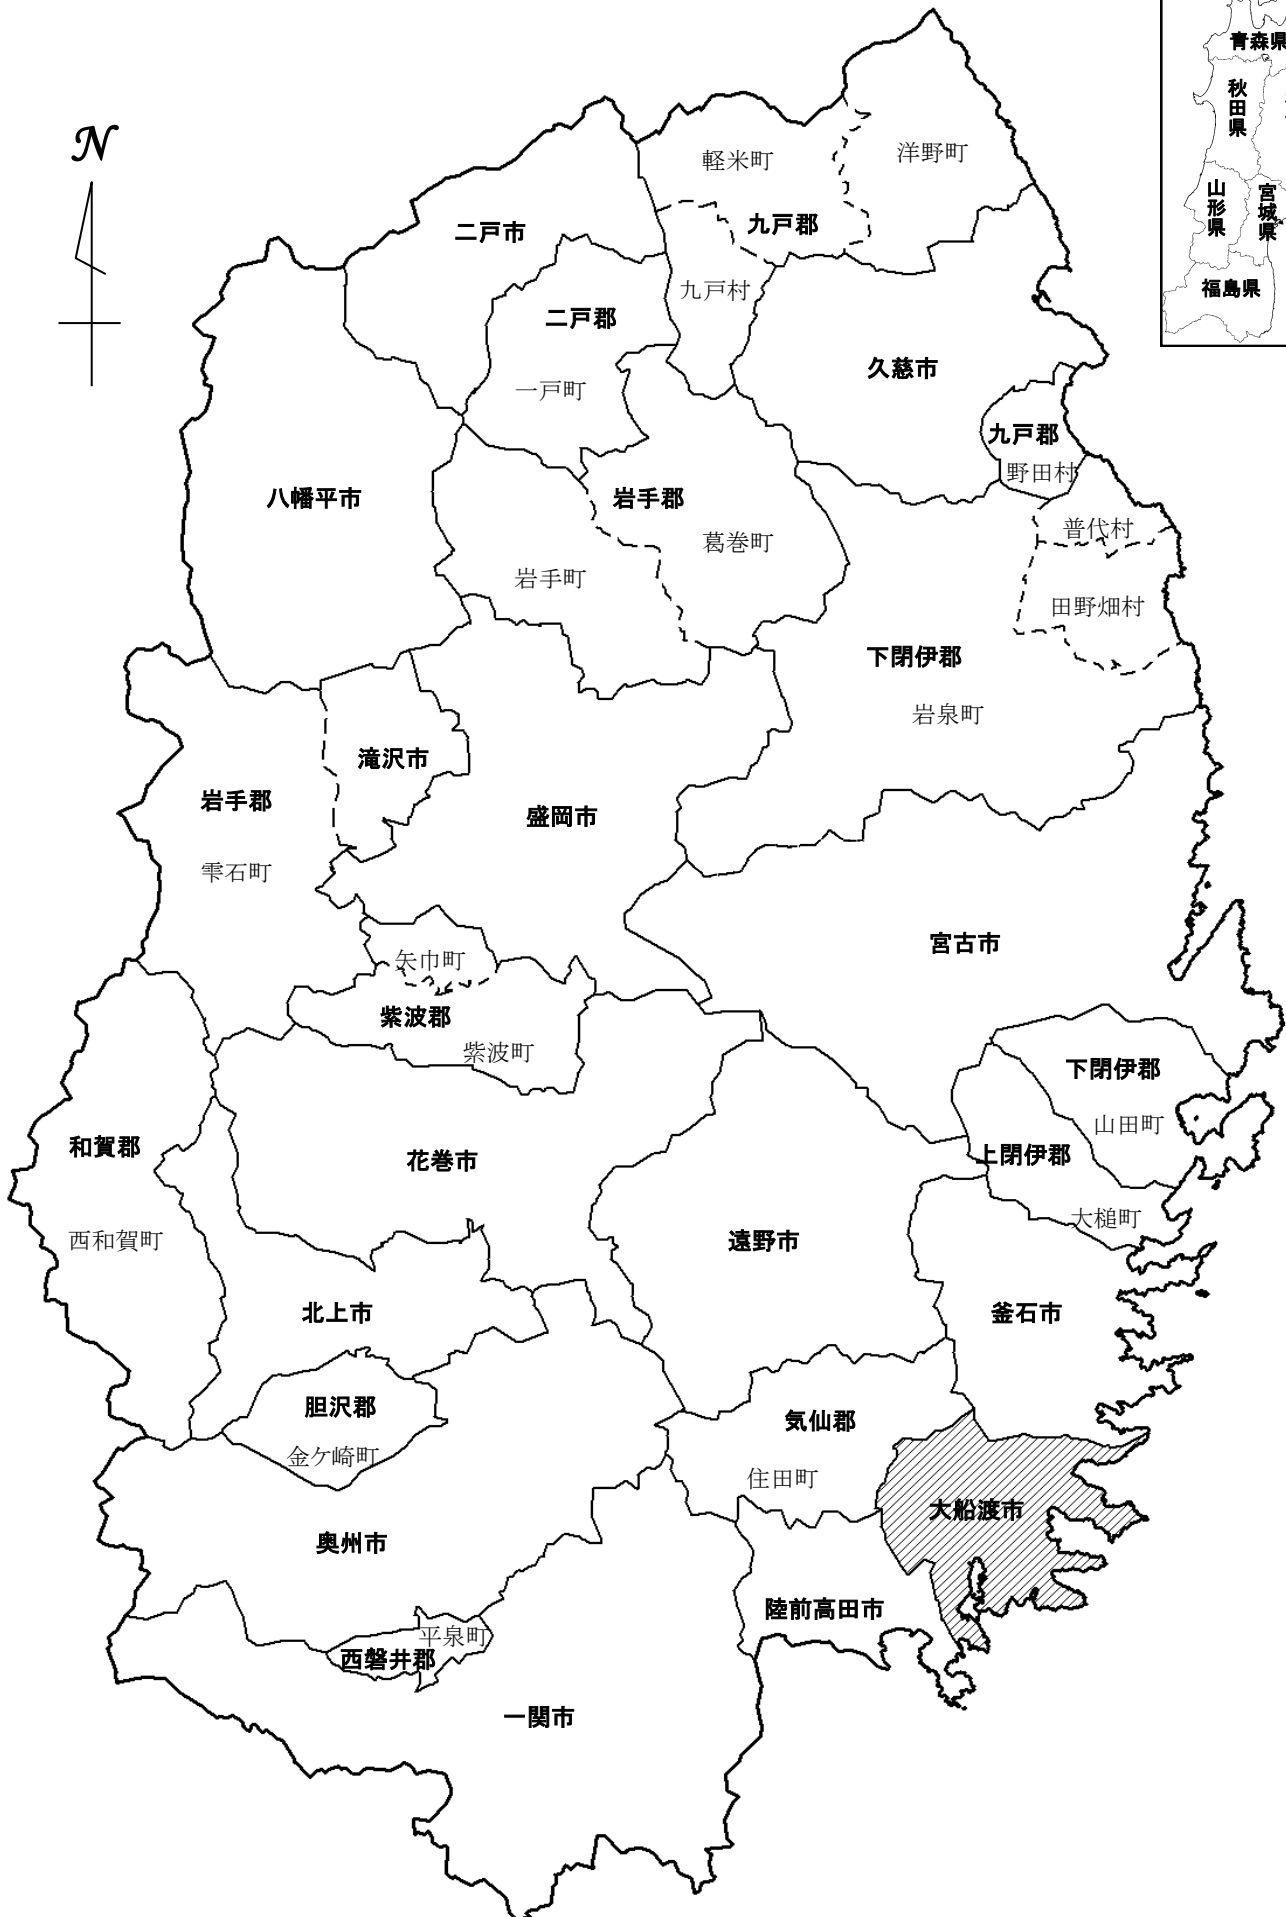 N
青森県
秋田県
山形県
宮城県
福島県
軽米町
洋野町
二戸市
九戸郡
九戸村
二戸郡
一戸町
久慈市
九戸郡
野田村
八幡平市
岩手郡
葛巻町
岩手町
普代村
田野畑村
下閉伊郡
岩泉町
滝沢市
岩手郡
雫石町
盛岡市
宮古市
矢巾町
紫波郡
紫波町
下閉伊郡
山田町
上閉伊郡
大槌町
和賀郡
西和賀町
花巻市
遠野市
北上市
釜石市
胆沢郡
金ケ崎町
気仙郡
住田町
大船渡市
奥州市
陸前高田市
平泉町
西磐井郡
一関市